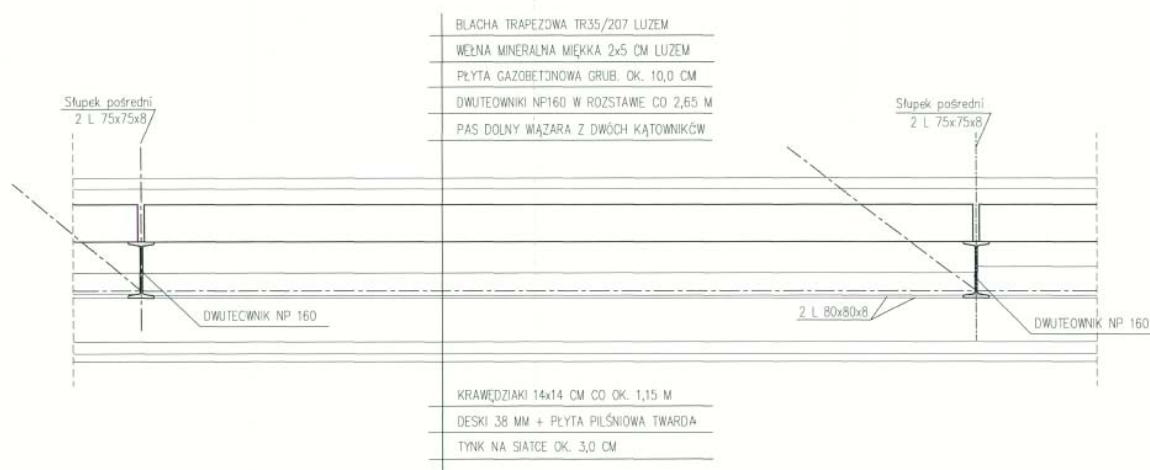 BLACHA TRAPEZOWA TR35/207 LUZEM
WEŁNA MINERALNA MIĘKKA 2x5 CM LUZEM
PŁYTA GAZOBETONOWA GRUB. OK. 10,0 CM
DWUTEOWNIKI NP160 W ROZSTAWIE CO 2,65 M
PAS DOLNY WIĄZARA Z DWÓCH KĄTOWNIKÓW
Słupek pośredni
2 L 75x75x8
Słupek pośredni
2 L 75x75x8
DWUTEOWNIK NP 160
2 L 80x80x8
DWUTEOWNIK NP 160
KRAWĘDZIAKI 14x14 CM CO OK. 1,15 M
DESKI 38 MM + PŁYTA PILŚNIOWA TWARDA
TYNK NA SIATCE OK. 3,0 CM